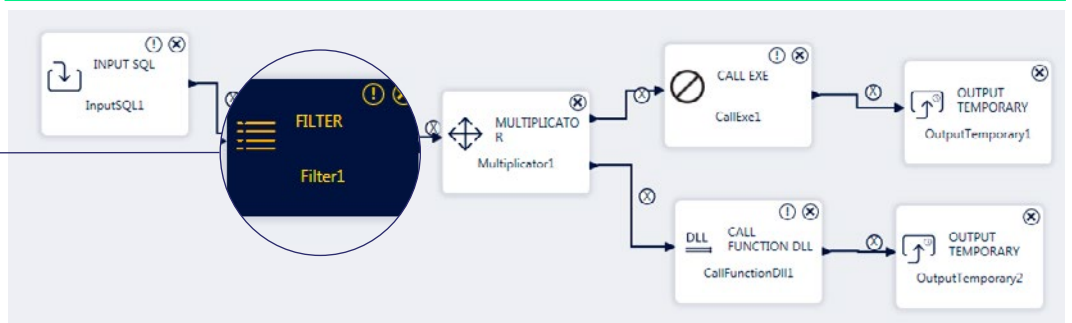 INPUT SQL
InputSQL1
FILTER
Filter1
MULTIPLICATO
R
Multiplicator1
CALL EXE
CallExe1
OUTPUT
TEMPORARY
OutputTemporary1
DLL
CALL
FUNCTION DLL
CallFunctionDll1
OUTPUT
TEMPORARY
OutputTemporary2